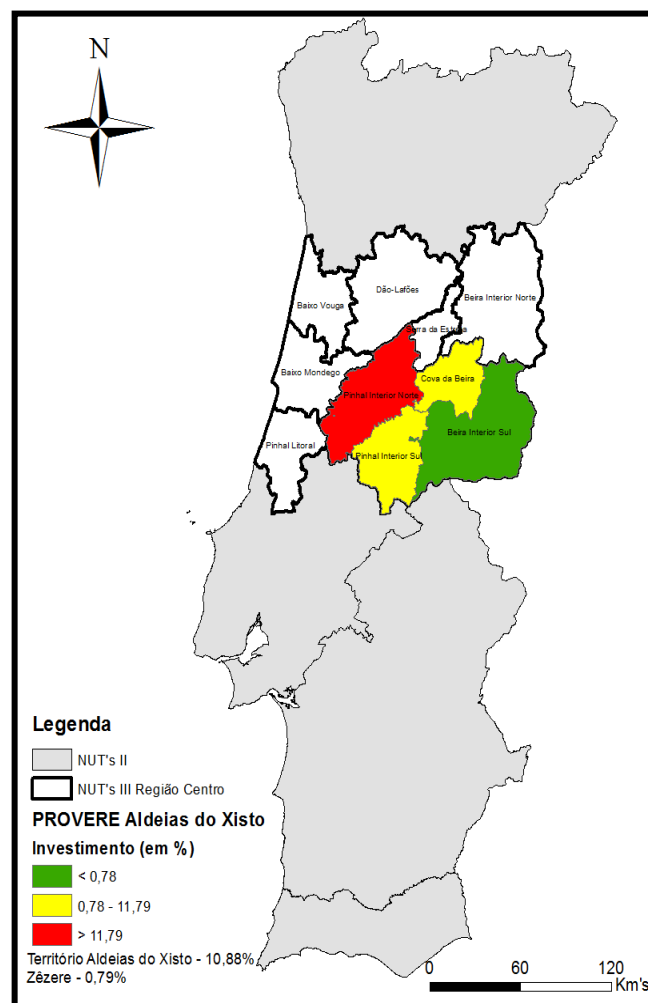 N
Dão-Lafões
Baixo Vouga
Beira Interior Norte
Serra da Estrela
Baixo Mondego
Cova da Beira
Pinhal Interior Norte
Beira Interior Sul
Pinhal Litoral
Pinhal Interior Sul
Legenda
NUT's II
NUT's III Região Centro
PROVERE Aldeias do Xisto
Investimento (em %)
< 0,78
0,78 - 11,79
> 11,79
Território Aldeias do Xisto - 10,88%
Zêzere - 0,79%
0 60 120
Km's